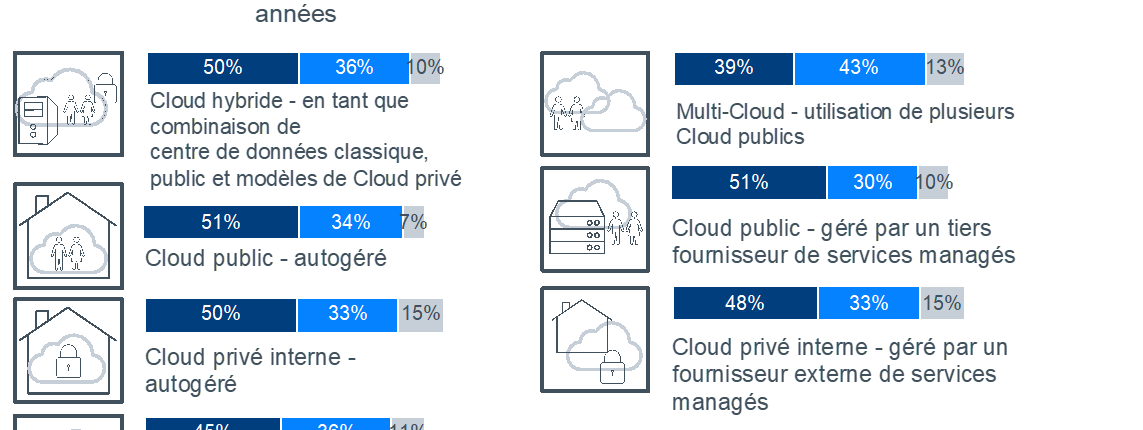 années
50% 36% 10%
Cloud hybride - en tant que
combinaison de
centre de données classique,
public et modèles de Cloud privé
51% 34% 7%
Cloud public - autogéré
50% 33% 15%
Cloud privé interne -
autogéré
45% 36% 11%
39% 43% 13%
Multi-Cloud - utilisation de plusieurs
Cloud publics
51% 30% 10%
Cloud public - géré par un tiers
fournisseur de services managés
48% 33% 15%
Cloud privé interne - géré par un
fournisseur externe de services
managés